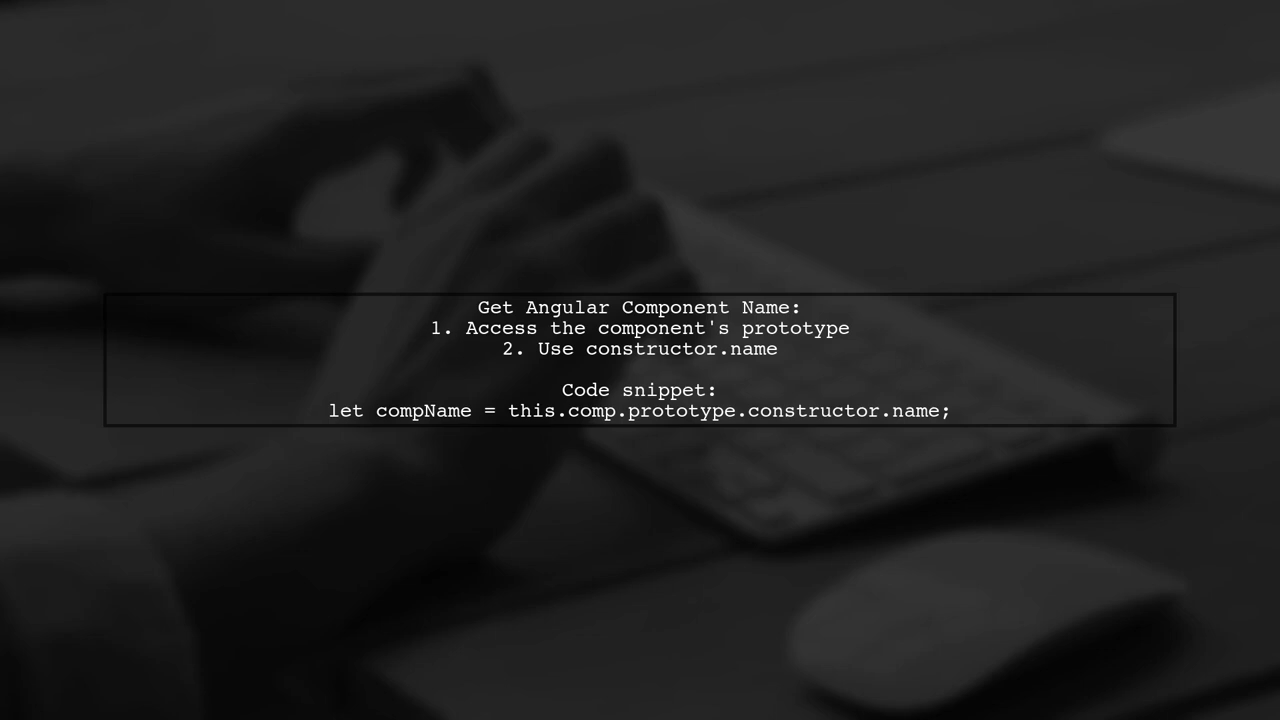 Get Angular Component Name:
1. Access the component's prototype
2. Use constructor.name
Code snippet:
let compName = this.comp.prototype.constructor.name;